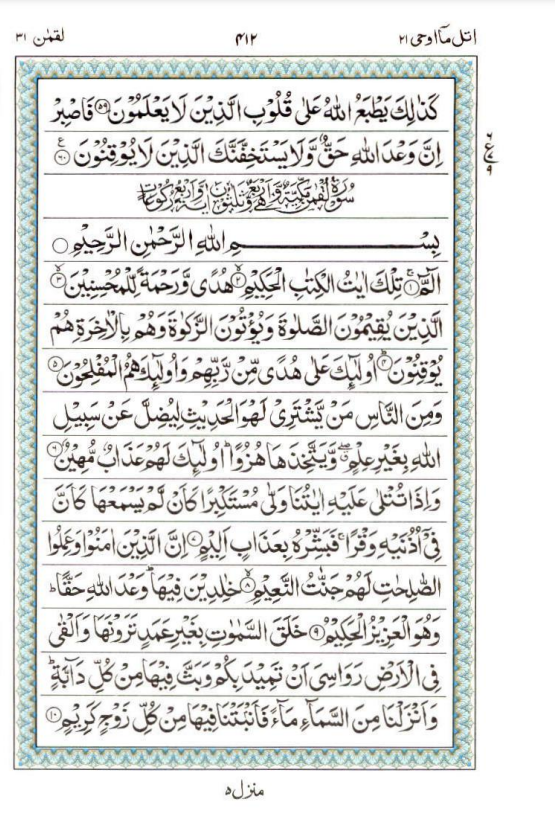 اتل مآاوحی ۲۱ ۴۱۲ لقمٰن ۳۱
كَذٰلِكَ يَطۡبَعُ اللّٰهُ عَلٰى قُلُوۡبِ الَّذِيۡنَ لَا يَعۡلَمُوۡنَ ﴿۵۹﴾ فَاصۡبِرۡ
اِنَّ وَعۡدَ اللّٰهِ حَقٌّ وَّلَا يَسۡتَخِفَّنَّكَ الَّذِيۡنَ لَا يُوۡقِنُوۡنَ ﴿۶۰﴾ ع
۶ ع ۹
سُوۡرَةُ لُقۡمٰنَ مَكِّيَّةٌ وَّهِىَ اَرۡبَعٌ وَّثَلٰثُوۡنَ اٰيَةً وَّاَرۡبَعُ رُكُوۡعَاتٍ
بِسۡمِ اللّٰهِ الرَّحۡمٰنِ الرَّحِيۡمِ
الٓمّٓ ﴿۱﴾ تِلۡكَ اٰيٰتُ الۡكِتٰبِ الۡحَكِيۡمِ ﴿۲﴾ هُدًى وَّرَحۡمَةً لِّلۡمُحۡسِنِيۡنَ ﴿۳﴾
الَّذِيۡنَ يُقِيۡمُوۡنَ الصَّلٰوةَ وَيُؤۡتُوۡنَ الزَّكٰوةَ وَهُمۡ بِالۡاٰخِرَةِ هُمۡ
يُوۡقِنُوۡنَ ﴿۴﴾ اُولٰٓئِكَ عَلٰى هُدًى مِّنۡ رَّبِّهِمۡ وَاُولٰٓئِكَ هُمُ الۡمُفۡلِحُوۡنَ ﴿۵﴾
وَمِنَ النَّاسِ مَنۡ يَّشۡتَرِىۡ لَهۡوَ الۡحَدِيۡثِ لِيُضِلَّ عَنۡ سَبِيۡلِ
اللّٰهِ بِغَيۡرِ عِلۡمٍ ۖ وَّيَتَّخِذَهَا هُزُوًا ؕ اُولٰٓئِكَ لَهُمۡ عَذَابٌ مُّهِيۡنٌ ﴿۶﴾
وَاِذَا تُتۡلٰى عَلَيۡهِ اٰيٰتُنَا وَلّٰى مُسۡتَكۡبِرًا كَاَنۡ لَّمۡ يَسۡمَعۡهَا كَاَنَّ
فِىۡۤ اُذُنَيۡهِ وَقۡرًا ۚ فَبَشِّرۡهُ بِعَذَابٍ اَلِيۡمٍ ﴿۷﴾ اِنَّ الَّذِيۡنَ اٰمَنُوۡا وَعَمِلُوا
الصّٰلِحٰتِ لَهُمۡ جَنّٰتُ النَّعِيۡمِ ﴿۸﴾ خٰلِدِيۡنَ فِيۡهَا ؕ وَعۡدَ اللّٰهِ حَقًّا ؕ
وَهُوَ الۡعَزِيۡزُ الۡحَكِيۡمُ ﴿۹﴾ خَلَقَ السَّمٰوٰتِ بِغَيۡرِ عَمَدٍ تَرَوۡنَهَا وَاَلۡقٰى
فِى الۡاَرۡضِ رَوَاسِىَ اَنۡ تَمِيۡدَ بِكُمۡ وَبَثَّ فِيۡهَا مِنۡ كُلِّ دَآبَّةٍ ؕ
وَاَنۡزَلۡنَا مِنَ السَّمَآءِ مَآءً فَاَنۡۢبَتۡنَا فِيۡهَا مِنۡ كُلِّ زَوۡجٍ كَرِيۡمٍ ﴿۱۰﴾
منزل ۵